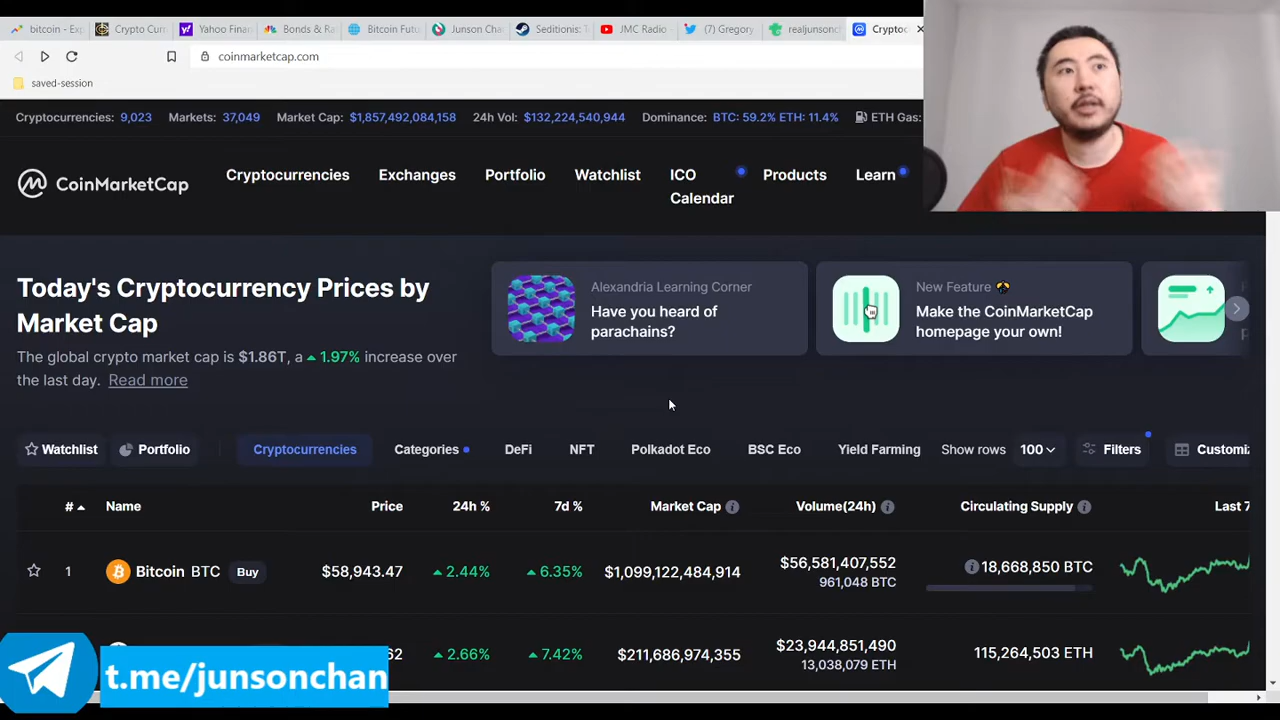 bitcoin - Ex
Crypto Cur
Yahoo Finan
Bonds & Ra
Bitcoin Futu
Junson Cha
Seditionis: T
JMC Radio
(7) Gregory
realjunsonch
Crypto
coinmarketcap.com
saved-session
Cryptocurrencies: 9,023 Markets: 37,049 Market Cap: $1,857,492,084,158 24h Vol: $132,224,540,944 Dominance: BTC: 59.2% ETH: 11.4% ETH Gas:
CoinMarketCap
Cryptocurrencies Exchanges Portfolio Watchlist
ICO
Calendar
Products Learn
Today's Cryptocurrency Prices by
Market Cap
The global crypto market cap is $1.86T, a 1.97% increase over
the last day. Read more
Alexandria Learning Corner
Have you heard of
parachains?
New Feature
Make the CoinMarketCap
homepage your own!
Watchlist Portfolio Cryptocurrencies Categories DeFi NFT Polkadot Eco BSC Eco Yield Farming Show rows 100 Filters Customiz
# Name Price 24h % 7d % Market Cap Volume(24h) Circulating Supply Last 7
1 Bitcoin BTC Buy $58,943.47 2.44% 6.35% $1,099,122,484,914
$56,581,407,552
961,048 BTC
18,668,850 BTC
62 2.66% 7.42% $211,686,974,355
$23,944,851,490
13,038,079 ETH
115,264,503 ETH
t.me/junsonchan